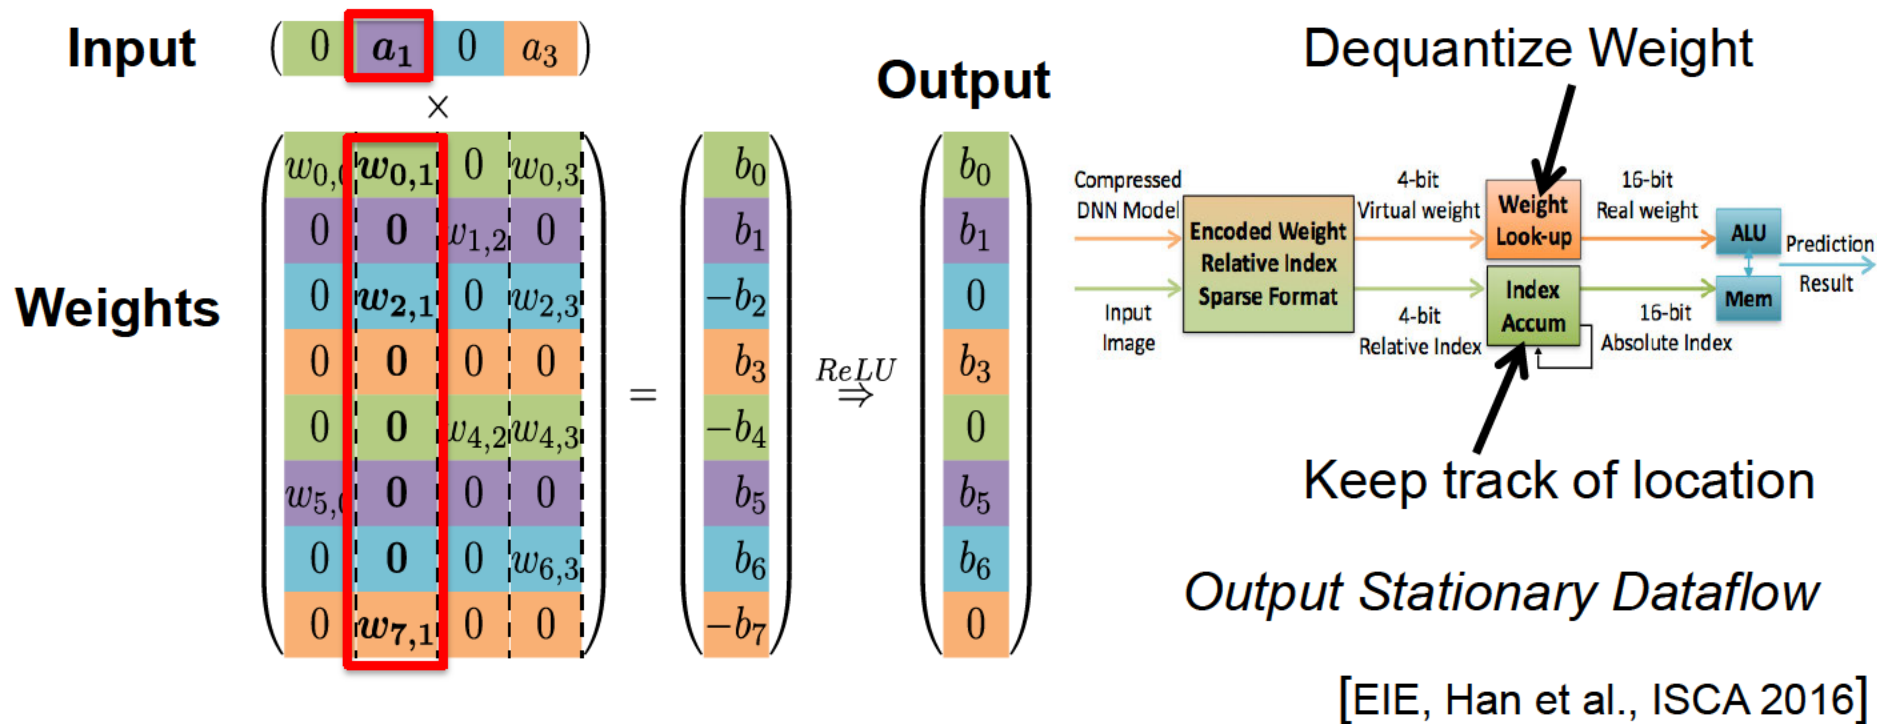 Input
( 0 a₁ 0 a₃ )
×
Weights
w₀,₀ w₀,₁ 0 w₀,₃
0 0 w₁,₂ 0
0 w₂,₁ 0 w₂,₃
0 0 0 0
0 0 w₄,₂ w₄,₃
w₅,₀ 0 0 0
0 0 0 w₆,₃
0 w₇,₁ 0 0
=
b₀
b₁
−b₂
b₃
−b₄
b₅
b₆
−b₇
ReLU
⇒
Output
b₀
b₁
0
b₃
0
b₅
b₆
0
Dequantize Weight
Compressed
DNN Model
Input
Image
Encoded Weight
Relative Index
Sparse Format
4-bit
Virtual weight
4-bit
Relative Index
Weight
Look-up
Index
Accum
16-bit
Real weight
16-bit
Absolute Index
ALU
Mem
Prediction
Result
Keep track of location
Output Stationary Dataflow
[EIE, Han et al., ISCA 2016]